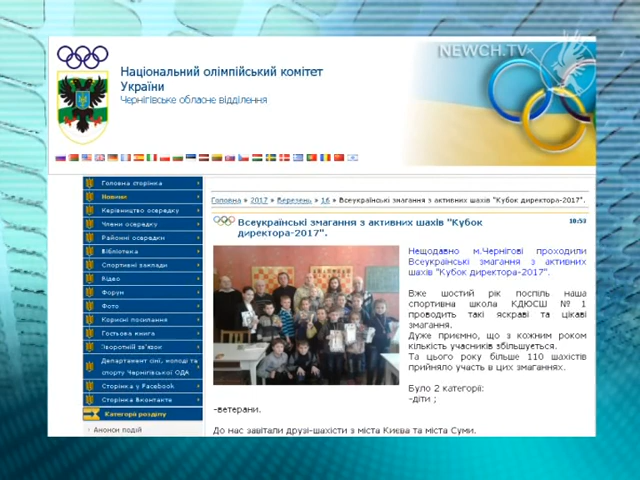 NEWCH.TV
Національний олімпійський комітет
України
Чернігівське обласне відділення
Головна сторінка
Новини
Керівництво осередку
Члени осередку
Районні осередки
Бібліотека
Спортивні заклади
Відео
Форум
Фото
Корисні посилання
Гостьова книга
Зворотній зв'язок
Департамент сім'ї, молоді та
спорту Чернігівської ОДА
Сторінка у Facebook
Сторінка Вконтакте
Категорії розділу
Анонси подій
Головна » 2017 » Березень » 16 » Всеукраїнські змагання з активних шахів "Кубок директора-2017".
Всеукраїнські змагання з активних шахів "Кубок
директора-2017".
10:53
Нещодавно м.Чернігові проходили
Всеукраїнські змагання з активних
шахів "Кубок директора-2017".
Вже шостий рік поспіль наша
спортивна школа КДЮСШ №1
проводить такі яскраві та цікаві
змагання.
Дуже приємно, що з кожним роком
кількість учасників збільшується.
Та цього року більше 110 шахістів
прийняло участь в цих змаганнях.
Було 2 категорії:
-діти ;
-ветерани.
До нас завітали друзі-шахісти з міста Києва та міста Суми.